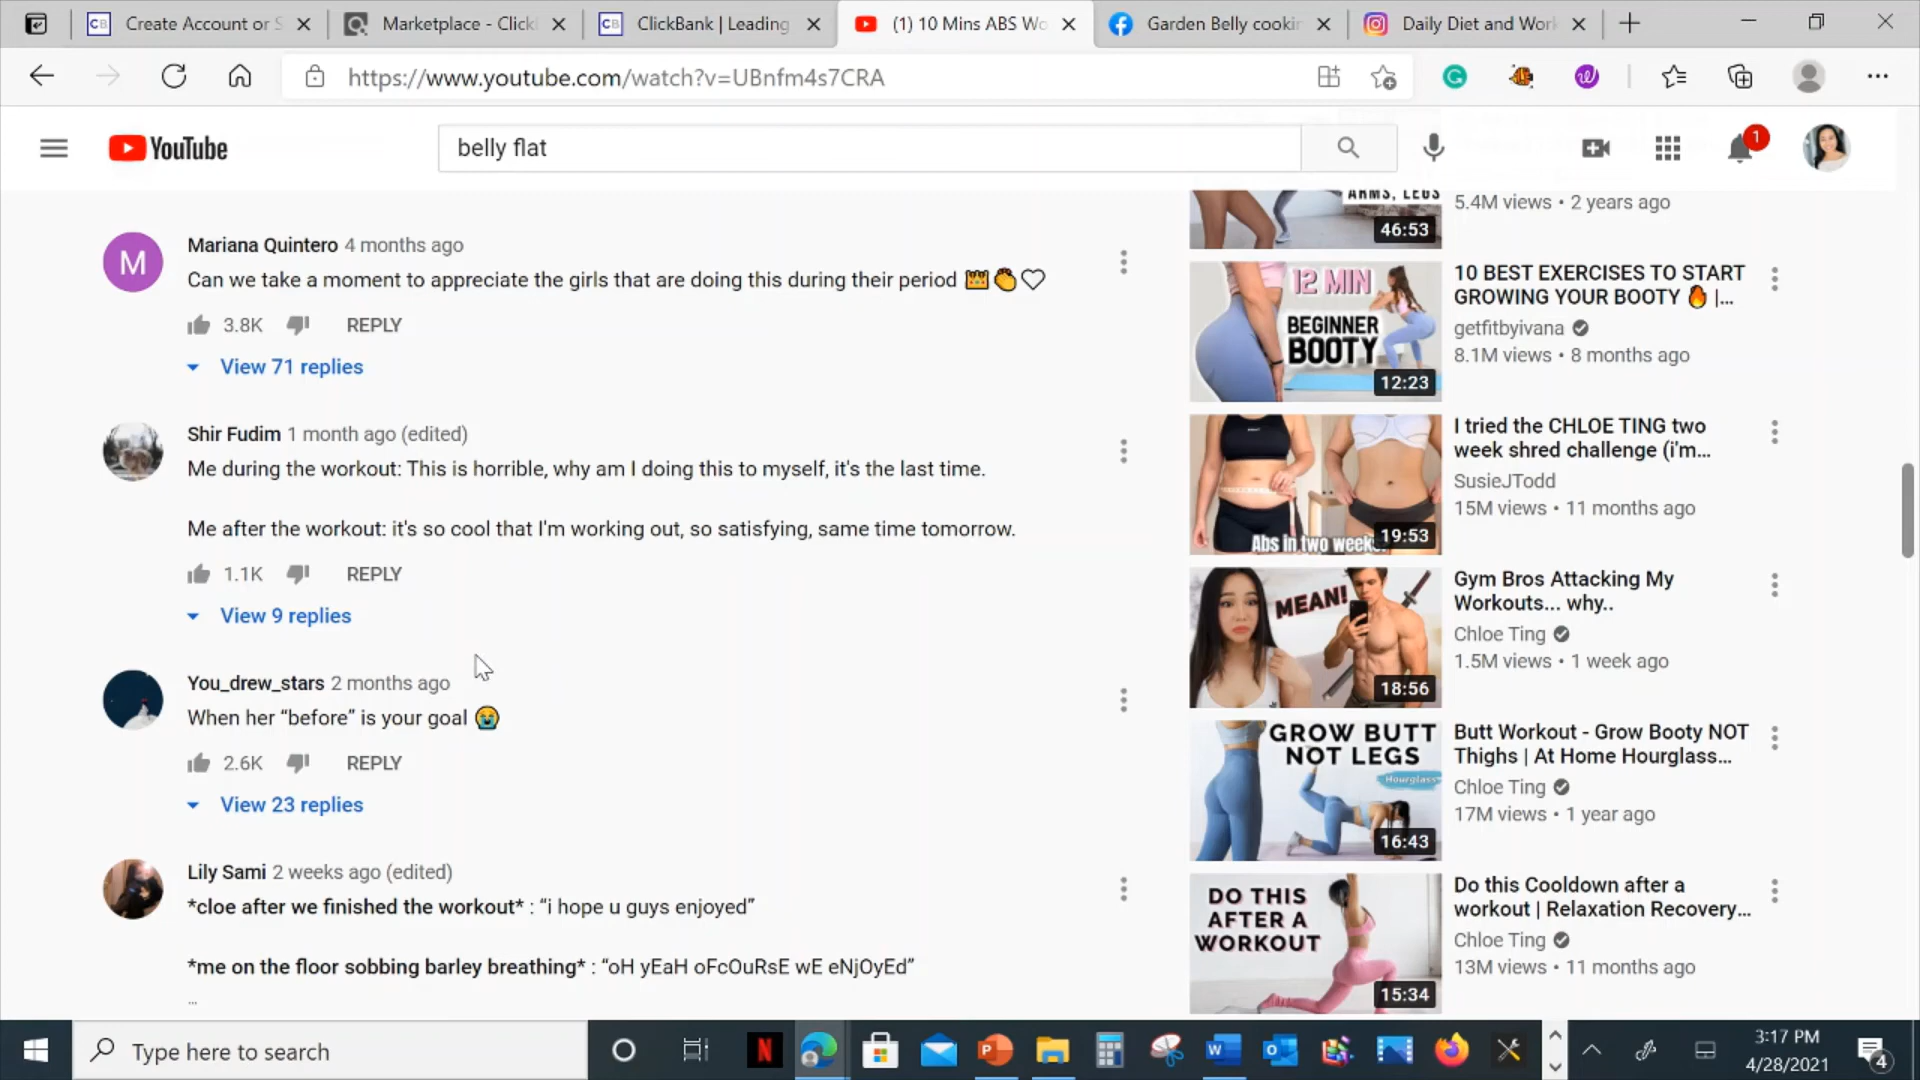 Create Account or S
Marketplace - Click
ClickBank | Leading
(1) 10 Mins ABS Wo
Garden Belly cookin
Daily Diet and Work
https://www.youtube.com/watch?v=UBnfm4s7CRA
YouTube
belly flat
1
Mariana Quintero 4 months ago
Can we take a moment to appreciate the girls that are doing this during their period 👑👏♡
3.8K REPLY
View 71 replies
Shir Fudim 1 month ago (edited)
Me during the workout: This is horrible, why am I doing this to myself, it's the last time.
Me after the workout: it's so cool that I'm working out, so satisfying, same time tomorrow.
1.1K REPLY
View 9 replies
You_drew_stars 2 months ago
When her “before” is your goal 😭
2.6K REPLY
View 23 replies
Lily Sami 2 weeks ago (edited)
*cloe after we finished the workout* : “i hope u guys enjoyed”
*me on the floor sobbing barley breathing* : “oH yEaH oFcOuRsE wE eNjOyEd”
...
ARMS, LEGS
46:53
5.4M views • 2 years ago
12 MIN
BEGINNER
BOOTY
12:23
10 BEST EXERCISES TO START
GROWING YOUR BOOTY 🔥 |...
getfitbyivana
8.1M views • 8 months ago
Abs in two weeks
19:53
I tried the CHLOE TING two
week shred challenge (i'm...
SusieJTodd
15M views • 11 months ago
MEAN!
18:56
Gym Bros Attacking My
Workouts... why..
Chloe Ting
1.5M views • 1 week ago
GROW BUTT
NOT LEGS
Hourglass
16:43
Butt Workout - Grow Booty NOT
Thighs | At Home Hourglass...
Chloe Ting
17M views • 1 year ago
DO THIS
AFTER A
WORKOUT
15:34
Do this Cooldown after a
workout | Relaxation Recovery...
Chloe Ting
13M views • 11 months ago
Type here to search
3:17 PM
4/28/2021
4